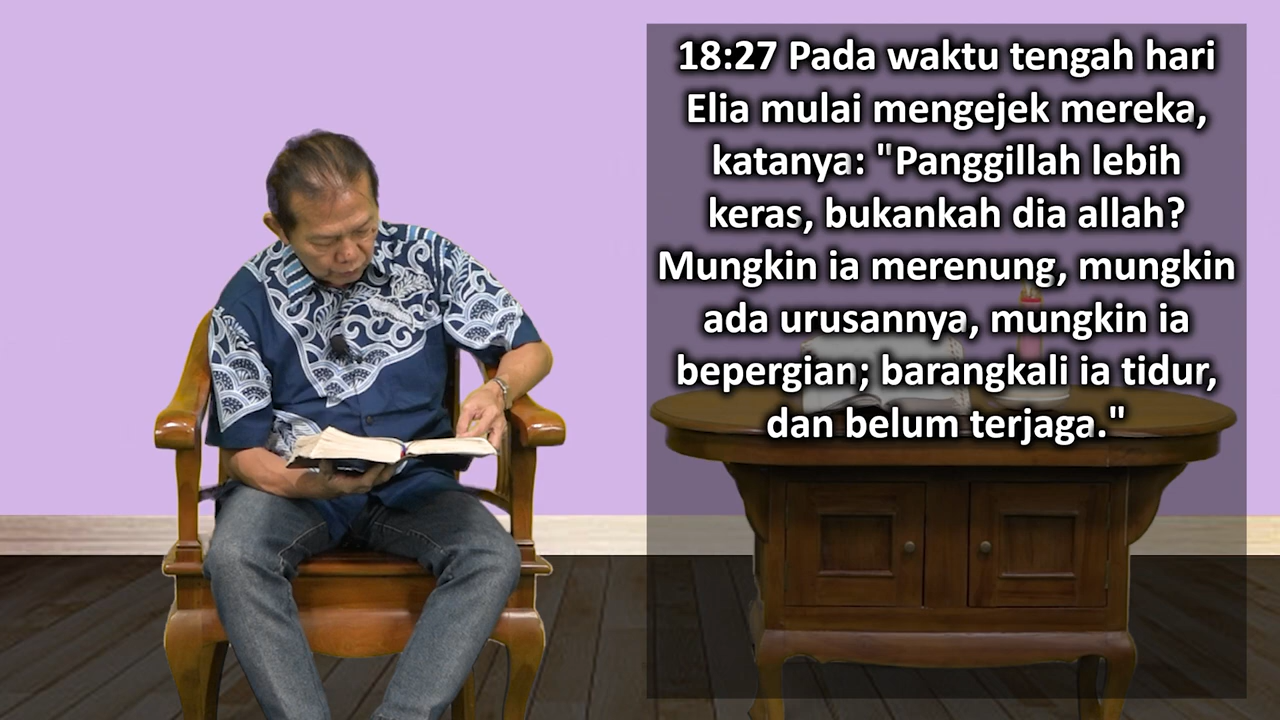 18:27 Pada waktu tengah hari
Elia mulai mengejek mereka,
katanya: "Panggillah lebih
keras, bukankah dia allah?
Mungkin ia merenung, mungkin
ada urusannya, mungkin ia
bepergian; barangkali ia tidur,
dan belum terjaga."